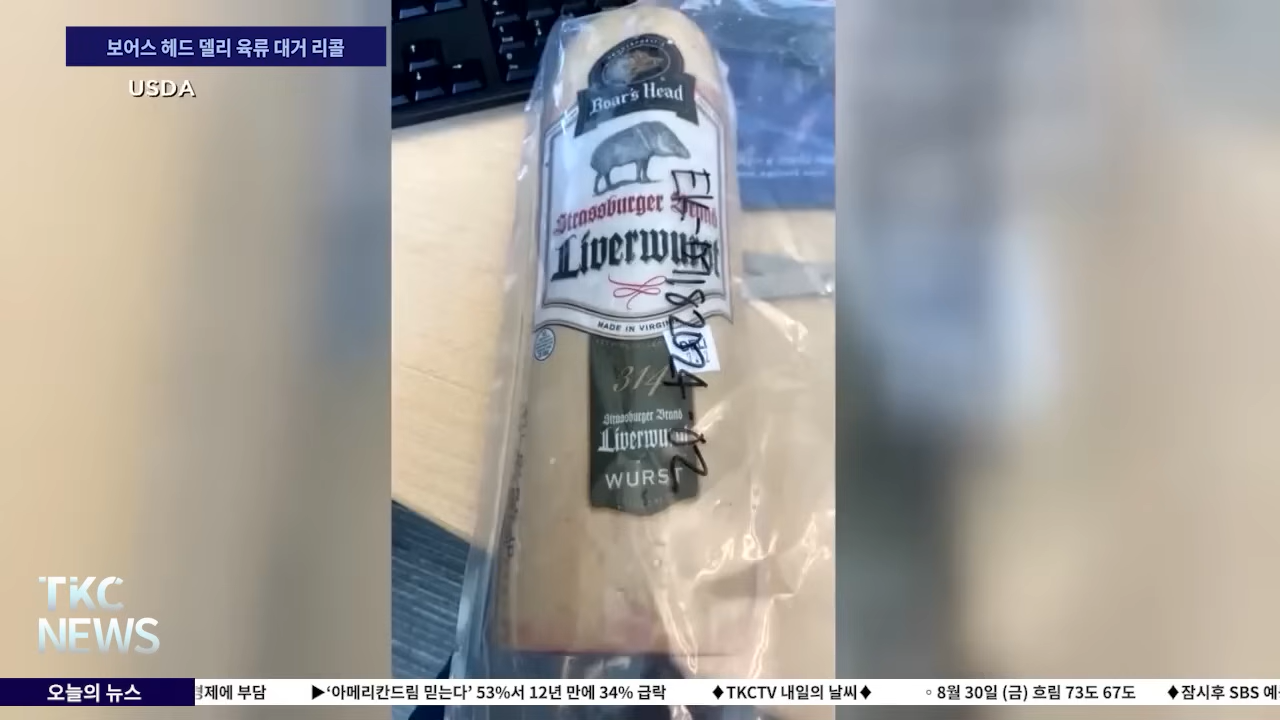 보어스 헤드 델리 육류 대거 리콜
USDA
Boar's Head
Strassburger Brand
Liverwurst
MADE IN VIRGIN
314
Strassburger Brand
Liverwurst
WURST
TKC
NEWS
오늘의 뉴스
경제에 부담 ▶‘아메리칸드림 믿는다’ 53%서 12년 만에 34% 급락 ♦TKCTV 내일의 날씨♦ ◦ 8월 30일 (금) 흐림 73도 67도 ♦잠시후 SBS 예